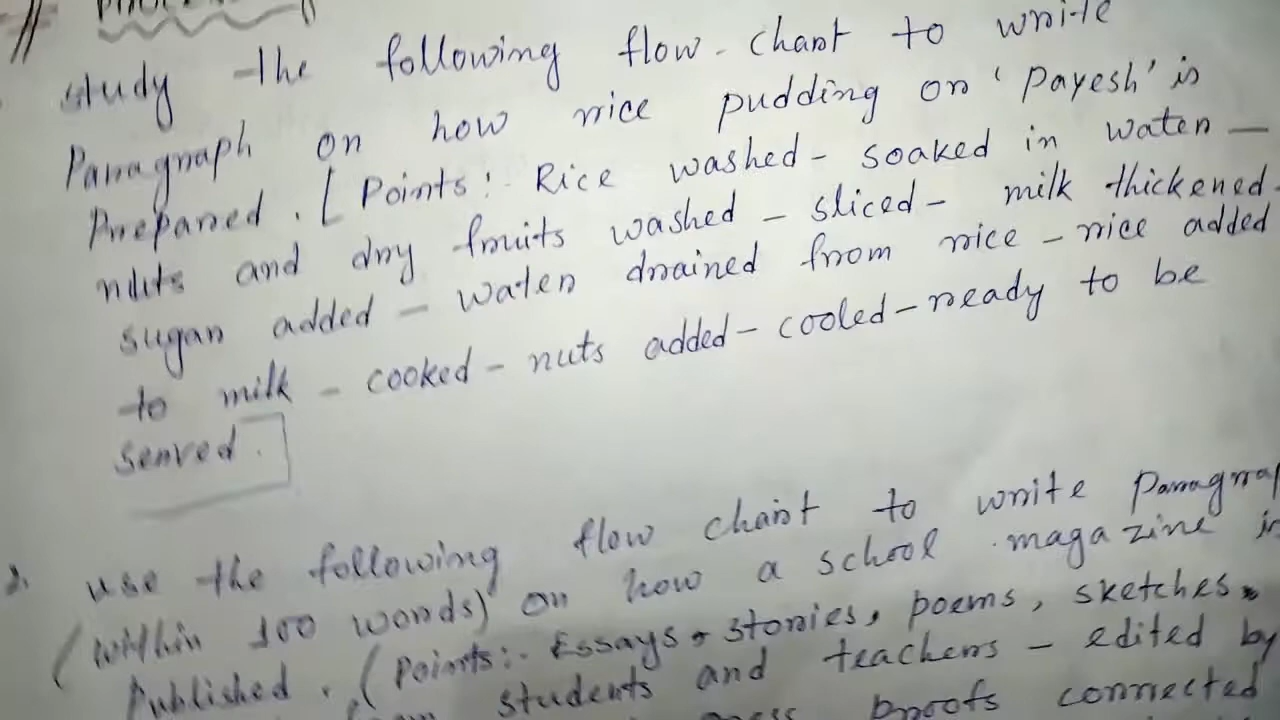 study the following flow-chart to write
Paragraph on how rice pudding or 'Payesh' is
Prepared. [Points:- Rice washed - soaked in water -
nuts and dry fruits washed - sliced - milk thickened -
sugar added - water drained from rice - rice added
to milk - cooked - nuts added - cooled - ready to be
served.]
2. use the following flow chart to write Paragrap
(within 100 words) on how a school magazine is
Published. (Points:- Essays, stories, poems, sketches
students and teachers - edited by
proofs corrected